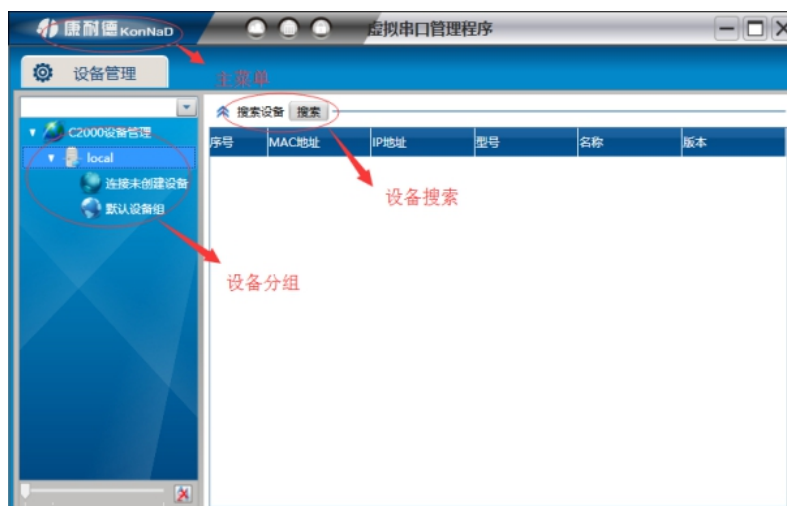 康耐德 KonNaD
虚拟串口管理程序
设备管理
主菜单
搜索设备 搜索
C2000设备管理
local
连接未创建设备
默认设备组
序号 MAC地址 IP地址 型号 名称 版本
设备搜索
设备分组